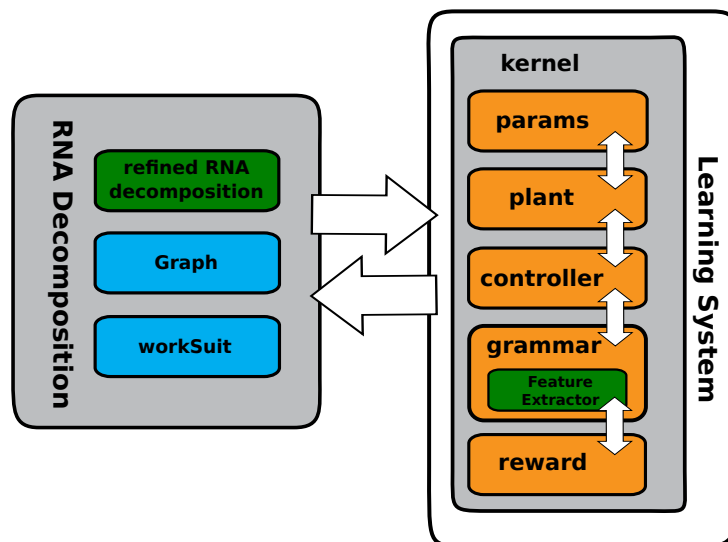 RNA Decomposition
refined RNA
decomposition
Graph
workSuit
kernel
params
plant
controller
grammar
Feature
Extractor
reward
Learning System